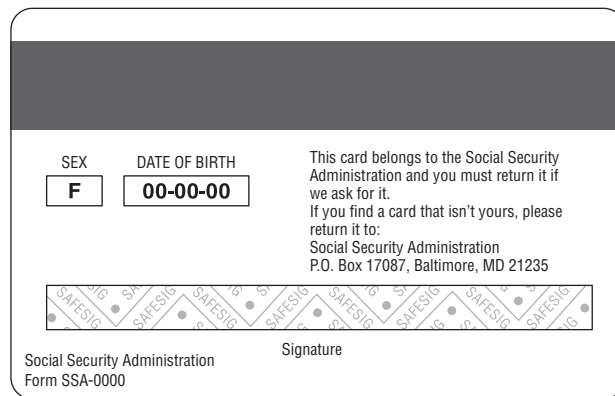 SEX DATE OF BIRTH
F 00-00-00
This card belongs to the Social Security
Administration and you must return it if
we ask for it.
If you find a card that isn't yours, please
return it to:
Social Security Administration
P.O. Box 17087, Baltimore, MD 21235
SAFESIG SAFESIG SAFESIG SAFESIG SAFESIG SAFESIG SAFESIG
Signature
Social Security Administration
Form SSA-0000